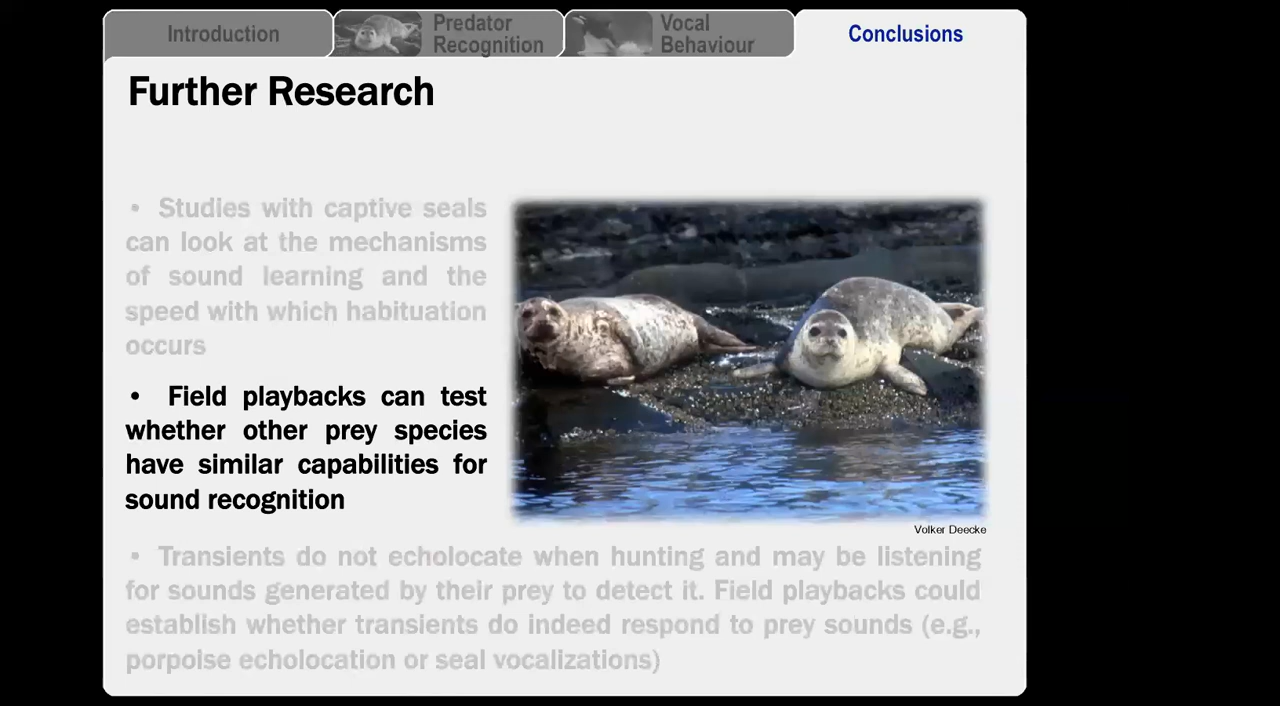 Introduction
Predator
Recognition
Vocal
Behaviour
Conclusions
Further Research
• Studies with captive seals
can look at the mechanisms
of sound learning and the
speed with which habituation
occurs
• Field playbacks can test
whether other prey species
have similar capabilities for
sound recognition
Volker Deecke
• Transients do not echolocate when hunting and may be listening
for sounds generated by their prey to detect it. Field playbacks could
establish whether transients do indeed respond to prey sounds (e.g.,
porpoise echolocation or seal vocalizations)